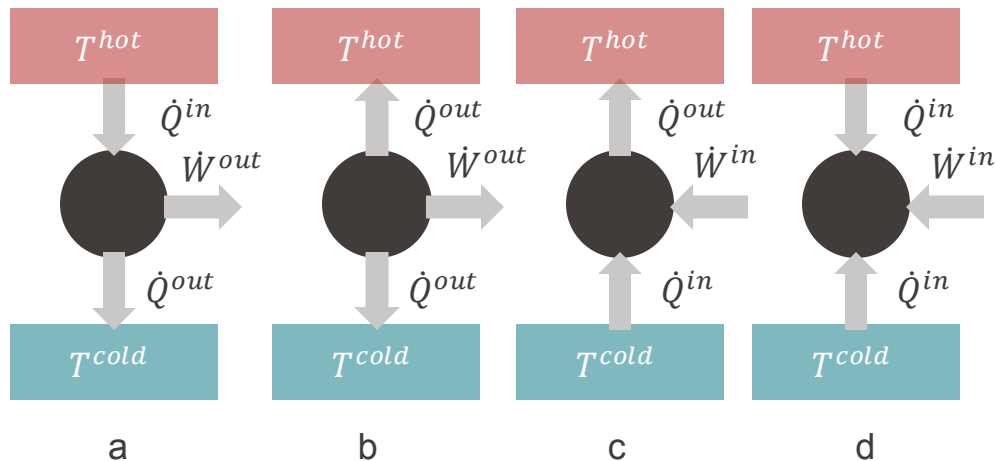 T^hot T^hot T^hot T^hot
Q̇^in Q̇^out Q̇^out Q̇^in
Ẇ^out Ẇ^out Ẇ^in Ẇ^in
Q̇^out Q̇^out Q̇^in Q̇^in
T^cold T^cold T^cold T^cold
a b c d